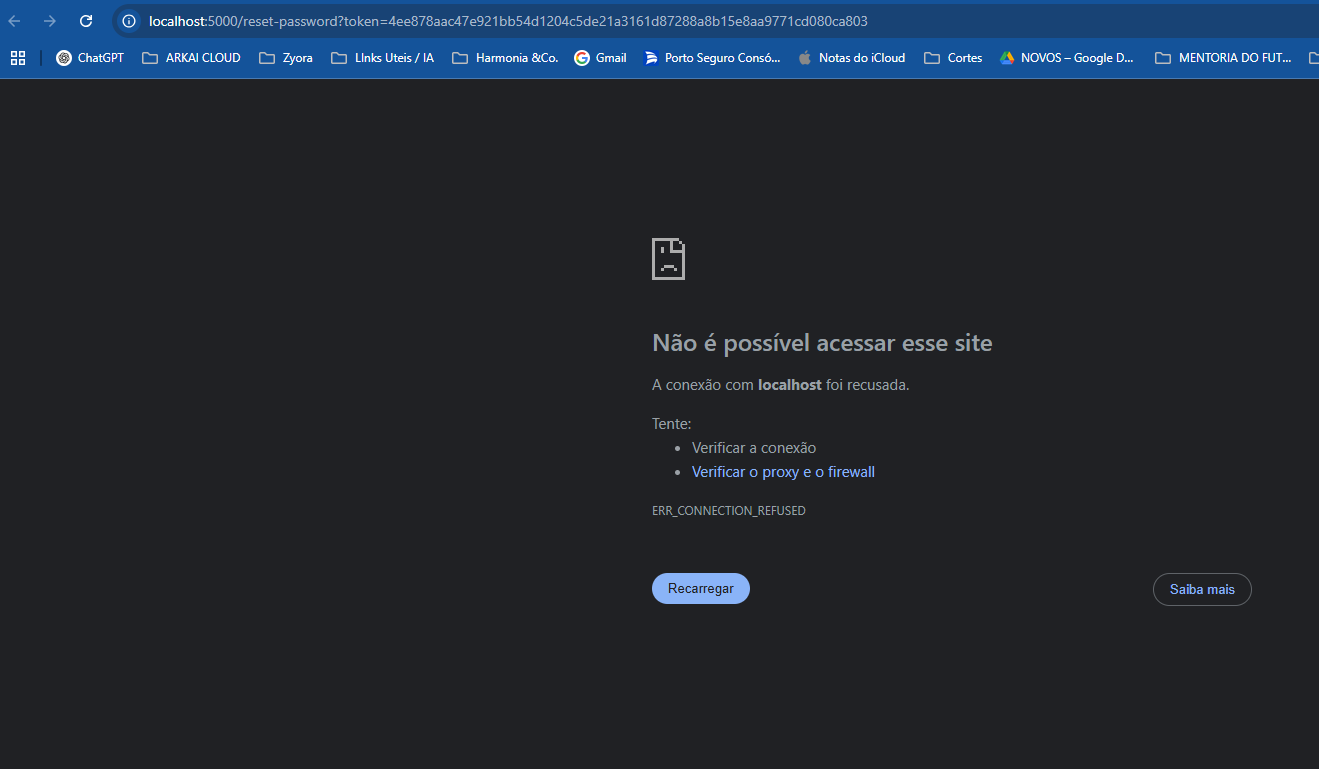 localhost:5000/reset-password?token=4ee878aac47e921bb54d1204c5de21a3161d87288a8b15e8aa9771cd080ca803
ChatGPT ARKAI CLOUD Zyora LInks Uteis / IA Harmonia &Co. Gmail Porto Seguro Consó... Notas do iCloud Cortes NOVOS – Google D... MENTORIA DO FUT...
Não é possível acessar esse site
A conexão com localhost foi recusada.
Tente:
• Verificar a conexão
• Verificar o proxy e o firewall
ERR_CONNECTION_REFUSED
Recarregar Saiba mais